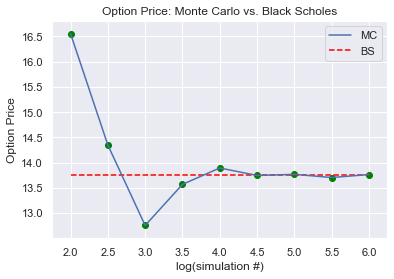 Option Price: Monte Carlo vs. Black Scholes
MC
BS
16.5
16.0
15.5
15.0
14.5
14.0
13.5
13.0
Option Price
2.0 2.5 3.0 3.5 4.0 4.5 5.0 5.5 6.0
log(simulation #)